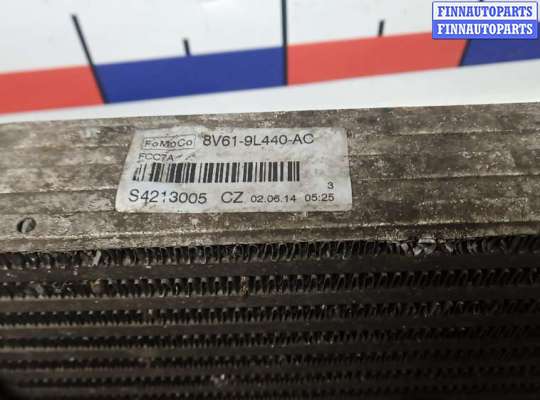 FINNAUTOPARTS
FINNAUTOPARTS
FoMoCo 8V61-9L440-AC
FCC7A
3
S4213005 CZ 02.06.14 05:25